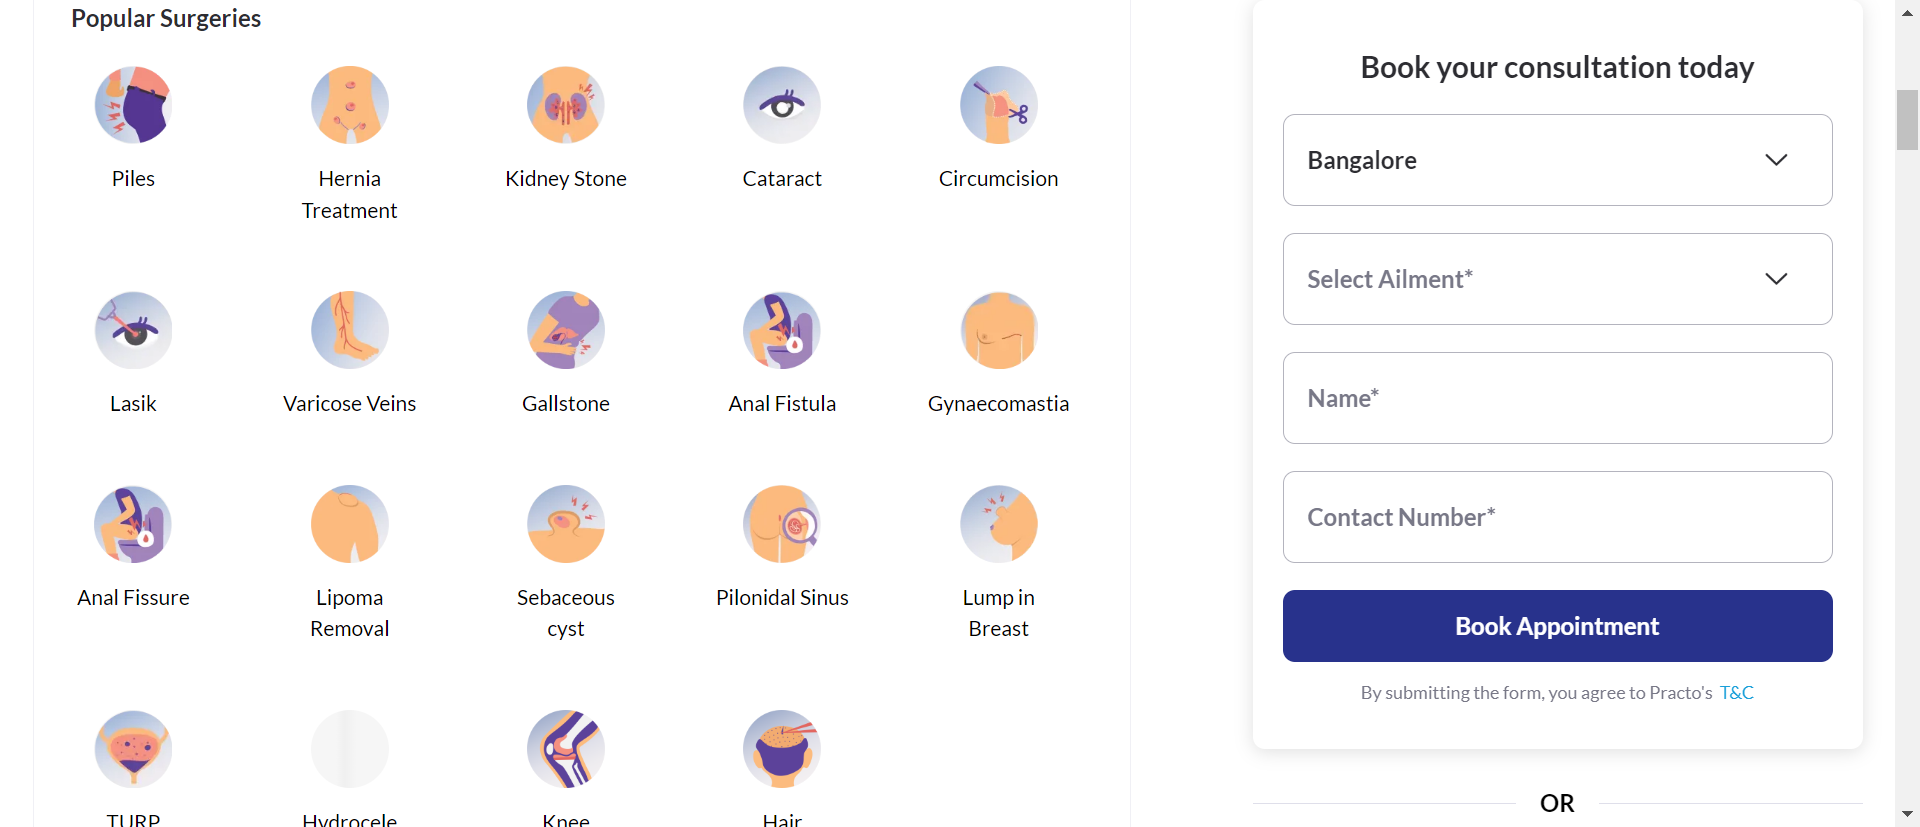 Popular Surgeries
Piles
Hernia
Treatment
Kidney Stone
Cataract
Circumcision
Lasik
Varicose Veins
Gallstone
Anal Fistula
Gynaecomastia
Anal Fissure
Lipoma
Removal
Sebaceous
cyst
Pilonidal Sinus
Lump in
Breast
TURP
Hydrocele
Knee
Hair
Book your consultation today
Bangalore
Select Ailment*
Name*
Contact Number*
Book Appointment
By submitting the form, you agree to Practo's T&C
OR